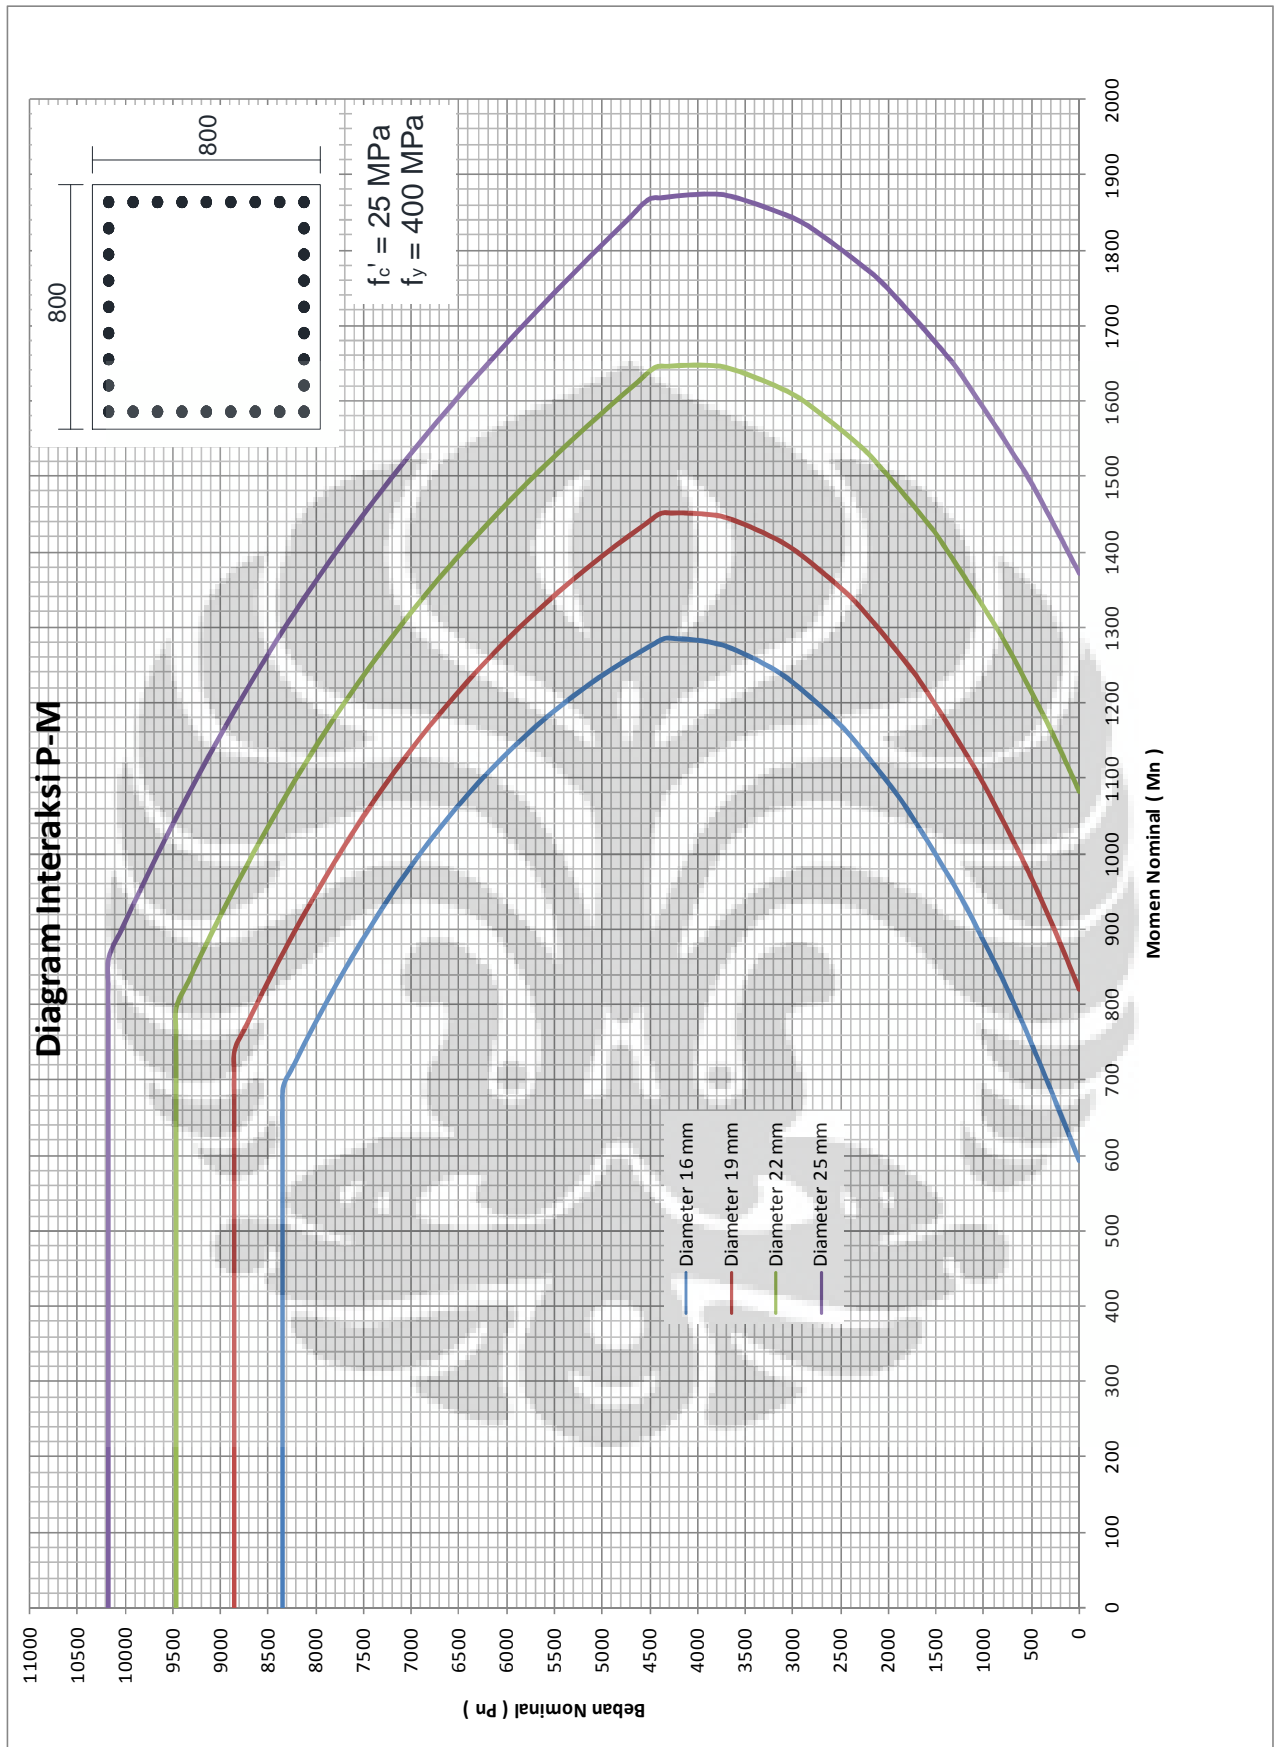 Diagram Interaksi P-M
800
800
fc' = 25 MPa
fy = 400 MPa
11000
10500
10000
9500
9000
8500
8000
7500
7000
6500
6000
5500
5000
4500
4000
3500
3000
2500
2000
1500
1000
500
0
Beban Nominal ( Pn )
Diameter 16 mm
Diameter 19 mm
Diameter 22 mm
Diameter 25 mm
0 100 200 300 400 500 600 700 800 900 1000 1100 1200 1300 1400 1500 1600 1700 1800 1900 2000
Momen Nominal ( Mn )